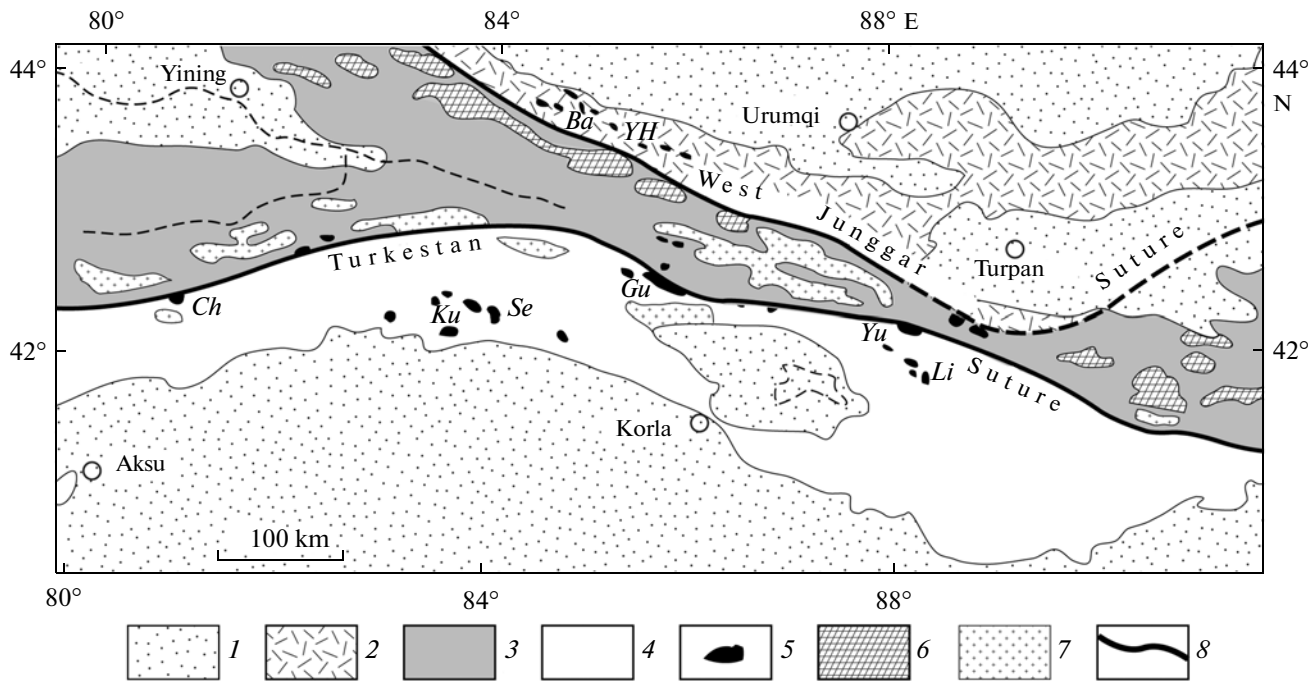 80° 84° 88° E
44° 44°
N
Yining
Urumqi
Ba YH
West Junggar Suture
Turpan
Turkestan Suture
Ch Ku Se Gu Yu Li
42° 42°
Korla
Aksu
100 km
80° 84° 88°
1 2 3 4 5 6 7 8